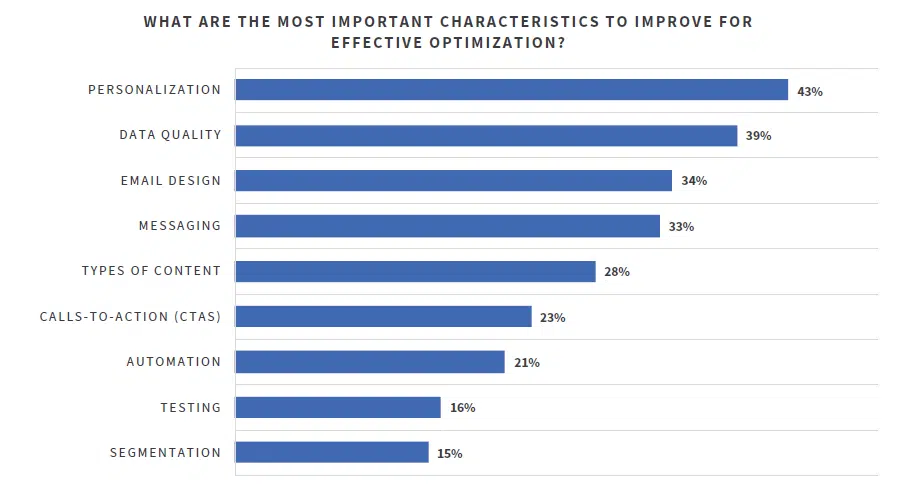 WHAT ARE THE MOST IMPORTANT CHARACTERISTICS TO IMPROVE FOR
EFFECTIVE OPTIMIZATION?
PERSONALIZATION 43%
DATA QUALITY 39%
EMAIL DESIGN 34%
MESSAGING 33%
TYPES OF CONTENT 28%
CALLS-TO-ACTION (CTAS) 23%
AUTOMATION 21%
TESTING 16%
SEGMENTATION 15%